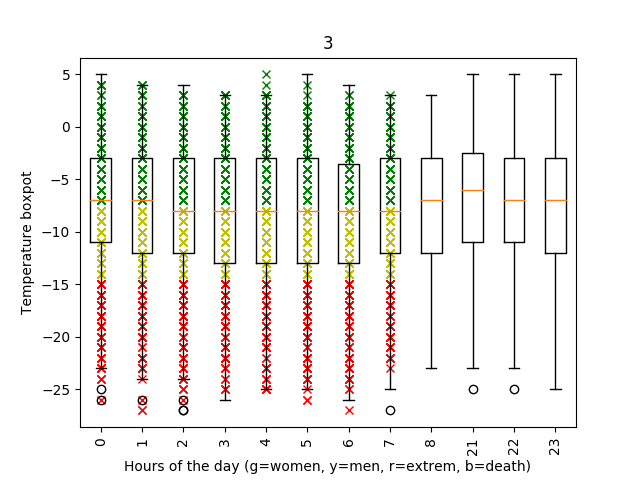 3
5
0
−5
−10
−15
−20
−25
Temperature boxpot
0 1 2 3 4 5 6 7 8 21 22 23
Hours of the day (g=women, y=men, r=extrem, b=death)